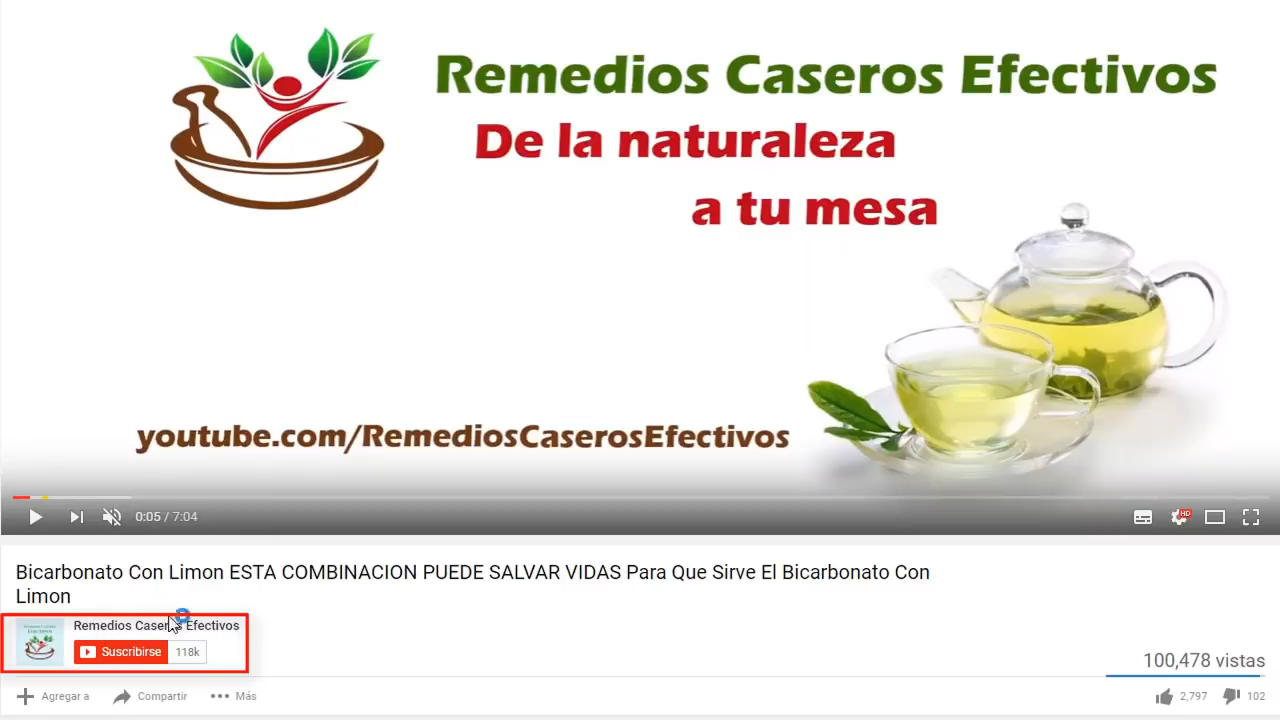 Remedios Caseros Efectivos
De la naturaleza
a tu mesa
youtube.com/RemediosCaserosEfectivos
0:05 / 7:04
HD
Bicarbonato Con Limon ESTA COMBINACION PUEDE SALVAR VIDAS Para Que Sirve El Bicarbonato Con
Limon
Remedios Caseros Efectivos
Suscribirse 118k
100,478 vistas
Agregar a Compartir Más
2,797 102